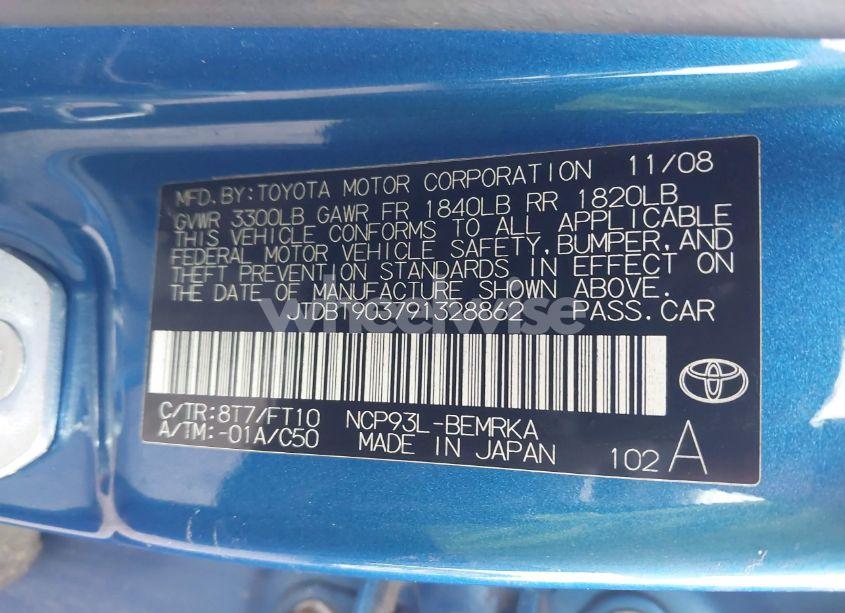 MFD.BY:TOYOTA MOTOR CORPORATION 11/08
GVWR 3300LB GAWR FR 1840LB RR 1820LB
THIS VEHICLE CONFORMS TO ALL APPLICABLE
FEDERAL MOTOR VEHICLE SAFETY,BUMPER,AND
THEFT PREVENTION STANDARDS IN EFFECT ON
THE DATE OF MANUFACTURE SHOWN ABOVE.
JTDBT903791328862 PASS.CAR
wheelwise
C/TR:8T7/FT10 NCP93L-BEMRKA
A/TM:-01A/C50 MADE IN JAPAN
102 A